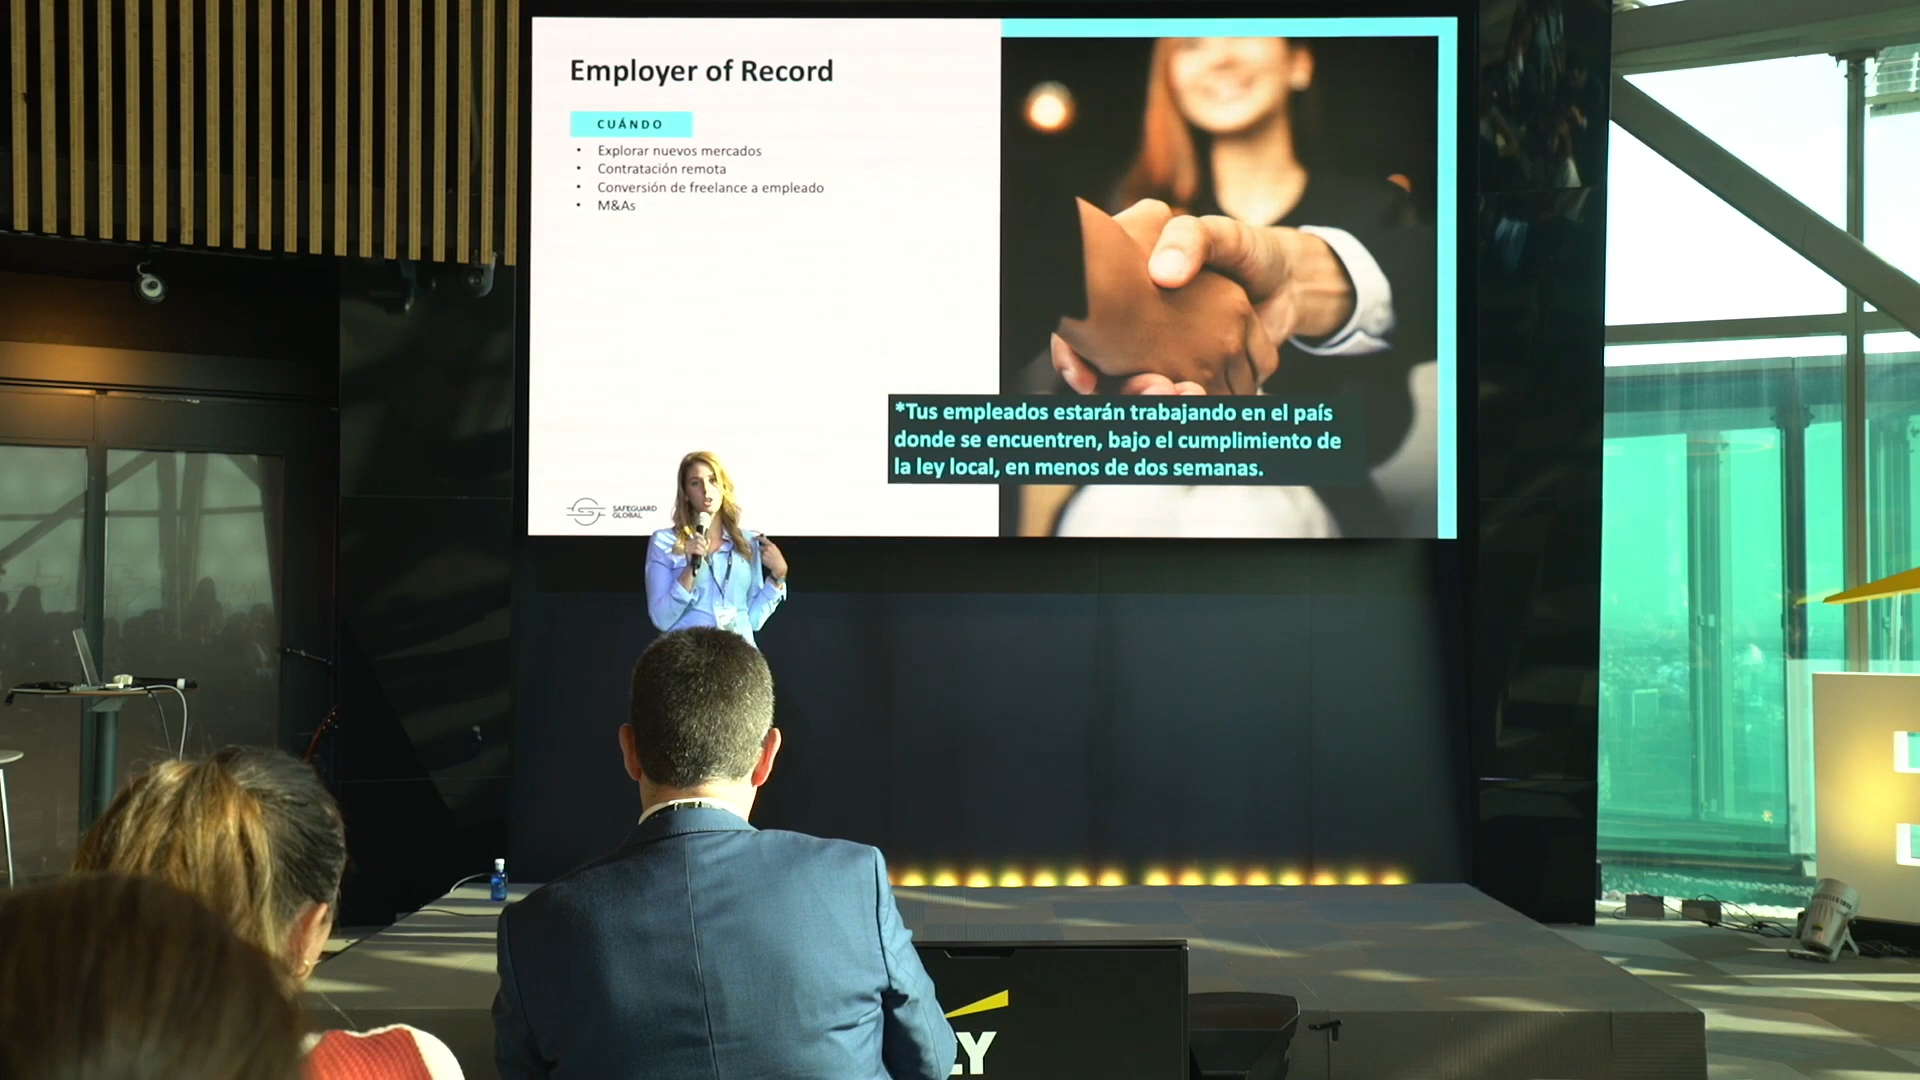 Employer of Record
CUÁNDO
• Explorar nuevos mercados
• Contratación remota
• Conversión de freelance a empleado
• M&As
*Tus empleados estarán trabajando en el país
donde se encuentren, bajo el cumplimiento de
la ley local, en menos de dos semanas.
SAFEGUARD
GLOBAL
EY